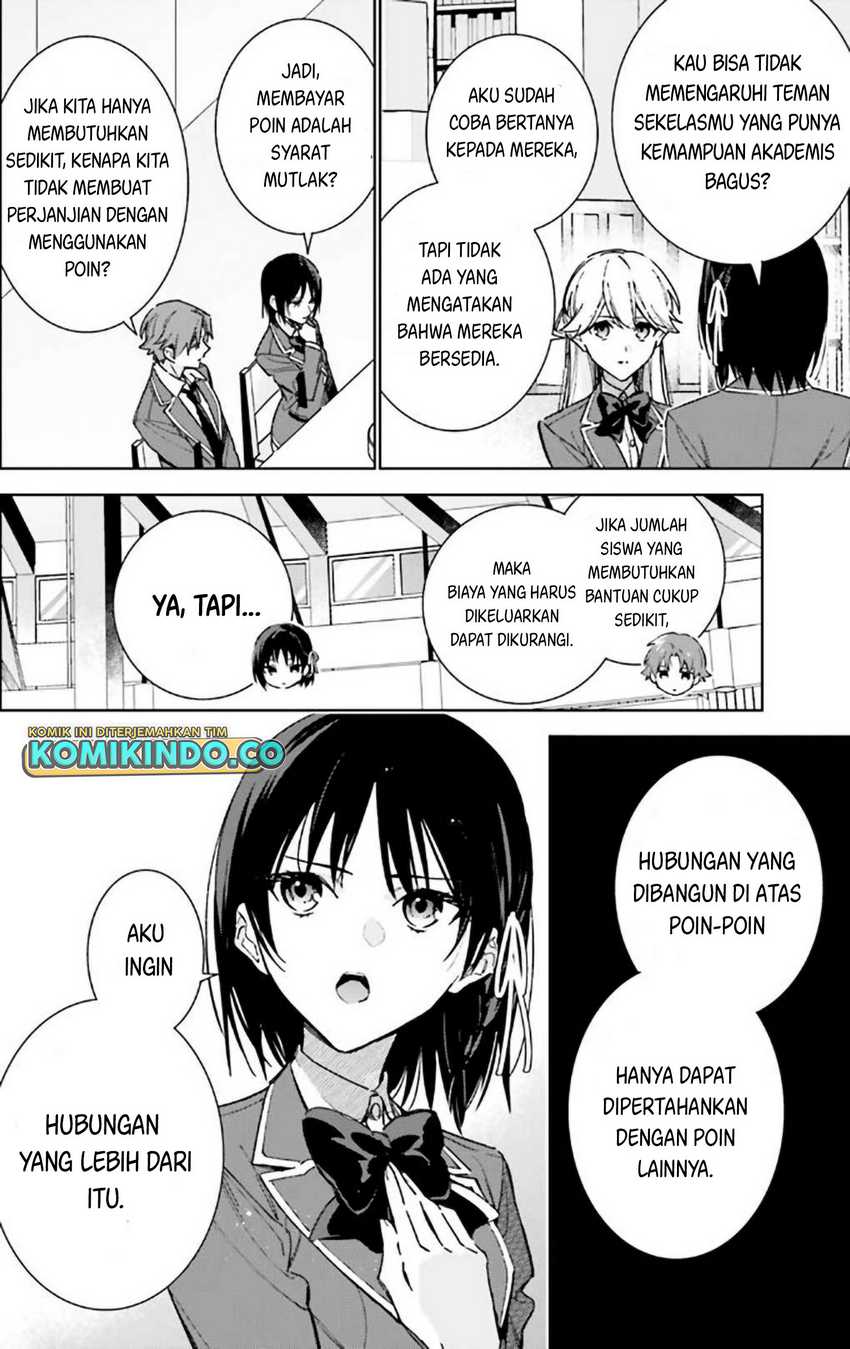 KAU BISA TIDAK
MEMENGARUHI TEMAN
SEKELASMU YANG PUNYA
KEMAMPUAN AKADEMIS
BAGUS?
AKU SUDAH
COBA BERTANYA
KEPADA MEREKA,
TAPI TIDAK
ADA YANG
MENGATAKAN
BAHWA MEREKA
BERSEDIA.
JADI,
MEMBAYAR
POIN ADALAH
SYARAT
MUTLAK?
JIKA KITA HANYA
MEMBUTUHKAN
SEDIKIT, KENAPA KITA
TIDAK MEMBUAT
PERJANJIAN DENGAN
MENGGUNAKAN
POIN?
JIKA JUMLAH
SISWA YANG
MEMBUTUHKAN
BANTUAN CUKUP
SEDIKIT,
MAKA
BIAYA YANG HARUS
DIKELUARKAN
DAPAT DIKURANGI.
YA, TAPI...
KOMIK INI DITERJEMAHKAN TIM
KOMIKINDO.CO
HUBUNGAN YANG
DIBANGUN DI ATAS
POIN-POIN
HANYA DAPAT
DIPERTAHANKAN
DENGAN POIN
LAINNYA.
AKU
INGIN
HUBUNGAN
YANG LEBIH DARI
ITU.